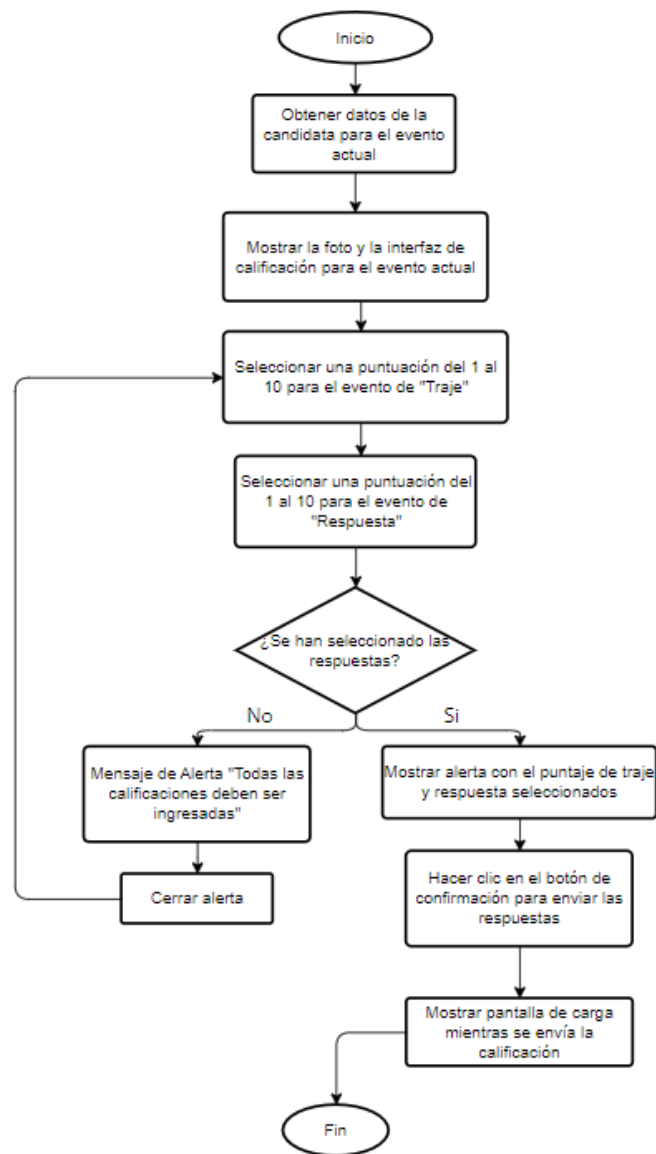 Inicio
Obtener datos de la
candidata para el evento
actual
Mostrar la foto y la interfaz de
calificación para el evento actual
Seleccionar una puntuación del 1 al
10 para el evento de "Traje"
Seleccionar una puntuación del
1 al 10 para el evento de
"Respuesta"
¿Se han seleccionado las
respuestas?
No
Si
Mensaje de Alerta "Todas las
calificaciones deben ser
ingresadas"
Cerrar alerta
Mostrar alerta con el puntaje de traje
y respuesta seleccionados
Hacer clic en el botón de
confirmación para enviar las
respuestas
Mostrar pantalla de carga
mientras se envía la
calificación
Fin